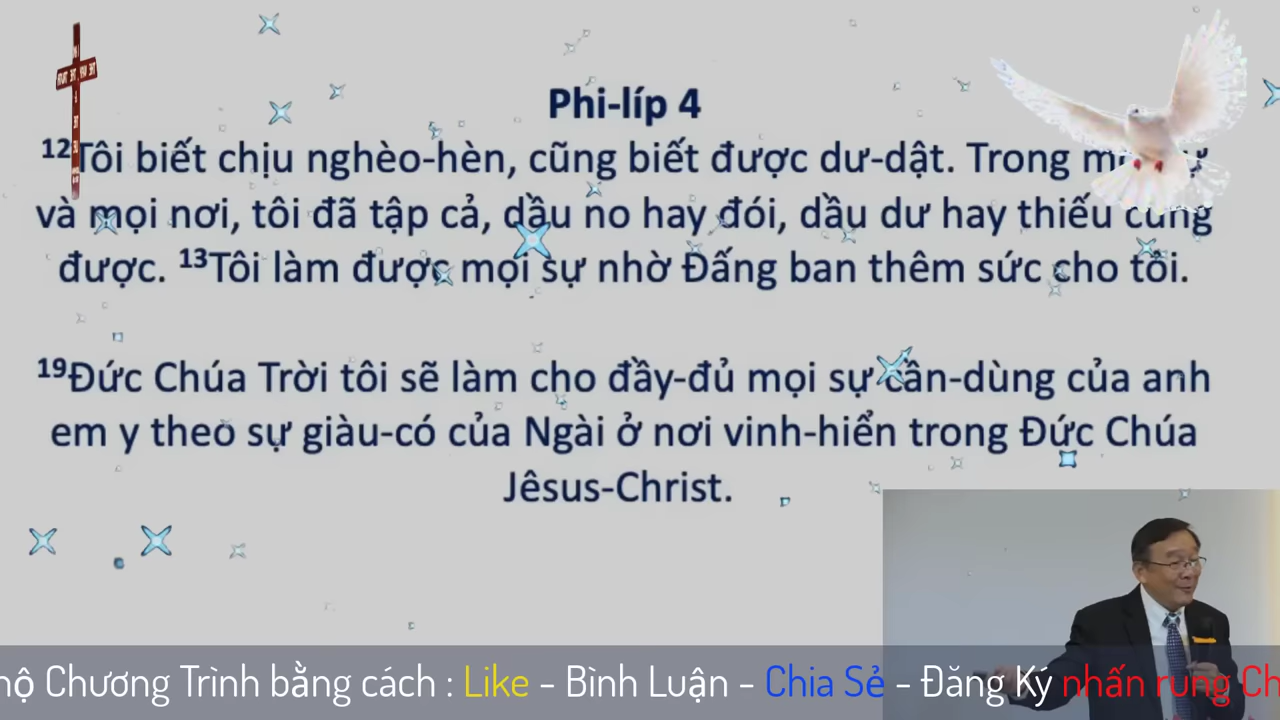 Phi-líp 4
12Tôi biết chịu nghèo-hèn, cũng biết được dư-dật. Trong
và mọi nơi, tôi đã tập cả, dầu no hay đói, dầu dư hay thiếu cũng
được. 13Tôi làm được mọi sự nhờ Đấng ban thêm sức cho tôi.
19Đức Chúa Trời tôi sẽ làm cho đầy-đủ mọi sự cần-dùng của anh
em y theo sự giàu-có của Ngài ở nơi vinh-hiển trong Đức Chúa
Jêsus-Christ.
Chương Trình bằng cách : Like - Bình Luận - Chia Sẻ - Đăng Ký nhấn rung